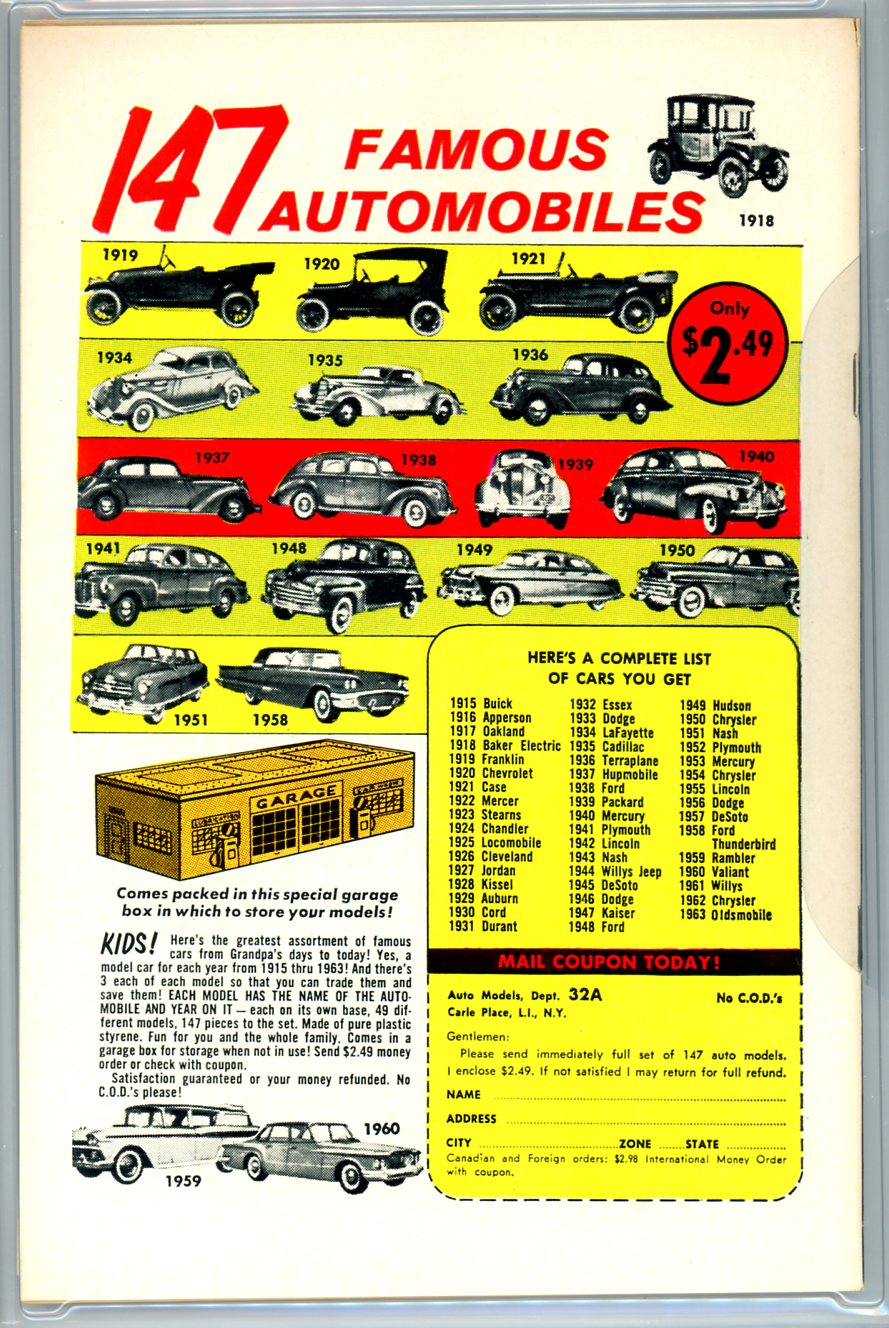 147 FAMOUS
AUTOMOBILES
1918
1919
1920
1921
Only
$2.49
1934
1935
1936
1937
1938
1939
1940
1941
1948
1949
1950
1951
1958
GARAGE
Comes packed in this special garage
box in which to store your models!
KIDS! Here's the greatest assortment of famous
cars from Grandpa's days to today! Yes, a
model car for each year from 1915 thru 1963! And there's
3 each of each model so that you can trade them and
save them! EACH MODEL HAS THE NAME OF THE AUTO-
MOBILE AND YEAR ON IT — each on its own base, 49 dif-
ferent models, 147 pieces to the set. Made of pure plastic
styrene. Fun for you and the whole family. Comes in a
garage box for storage when not in use! Send $2.49 money
order or check with coupon.
Satisfaction guaranteed or your money refunded. No
C.O.D.'s please!
1959
1960
HERE'S A COMPLETE LIST
OF CARS YOU GET
1915 Buick
1916 Apperson
1917 Oakland
1918 Baker Electric
1919 Franklin
1920 Chevrolet
1921 Case
1922 Mercer
1923 Stearns
1924 Chandler
1925 Locomobile
1926 Cleveland
1927 Jordan
1928 Kissel
1929 Auburn
1930 Cord
1931 Durant
1932 Essex
1933 Dodge
1934 LaFayette
1935 Cadillac
1936 Terraplane
1937 Hupmobile
1938 Ford
1939 Packard
1940 Mercury
1941 Plymouth
1942 Lincoln
1943 Nash
1944 Willys Jeep
1945 DeSoto
1946 Dodge
1947 Kaiser
1948 Ford
1949 Hudson
1950 Chrysler
1951 Nash
1952 Plymouth
1953 Mercury
1954 Chrysler
1955 Lincoln
1956 Dodge
1957 DeSoto
1958 Ford
Thunderbird
1959 Rambler
1960 Valiant
1961 Willys
1962 Chrysler
1963 Oldsmobile
MAIL COUPON TODAY!
Auto Models, Dept. 32A No C.O.D.'s
Carle Place, L.I., N.Y.
Gentlemen:
Please send immediately full set of 147 auto models.
I enclose $2.49. If not satisfied I may return for full refund.
NAME
ADDRESS
CITY ZONE STATE
Canadian and Foreign orders: $2.98 International Money Order
with coupon.